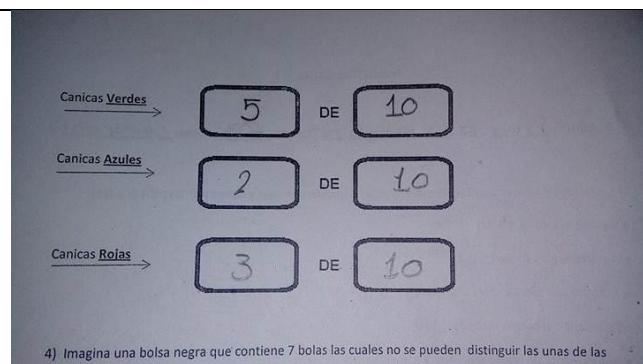 Canicas Verdes 5 DE 10
Canicas Azules 2 DE 10
Canicas Rojas 3 DE 10
4) Imagina una bolsa negra que contiene 7 bolas las cuales no se pueden distinguir las unas de las